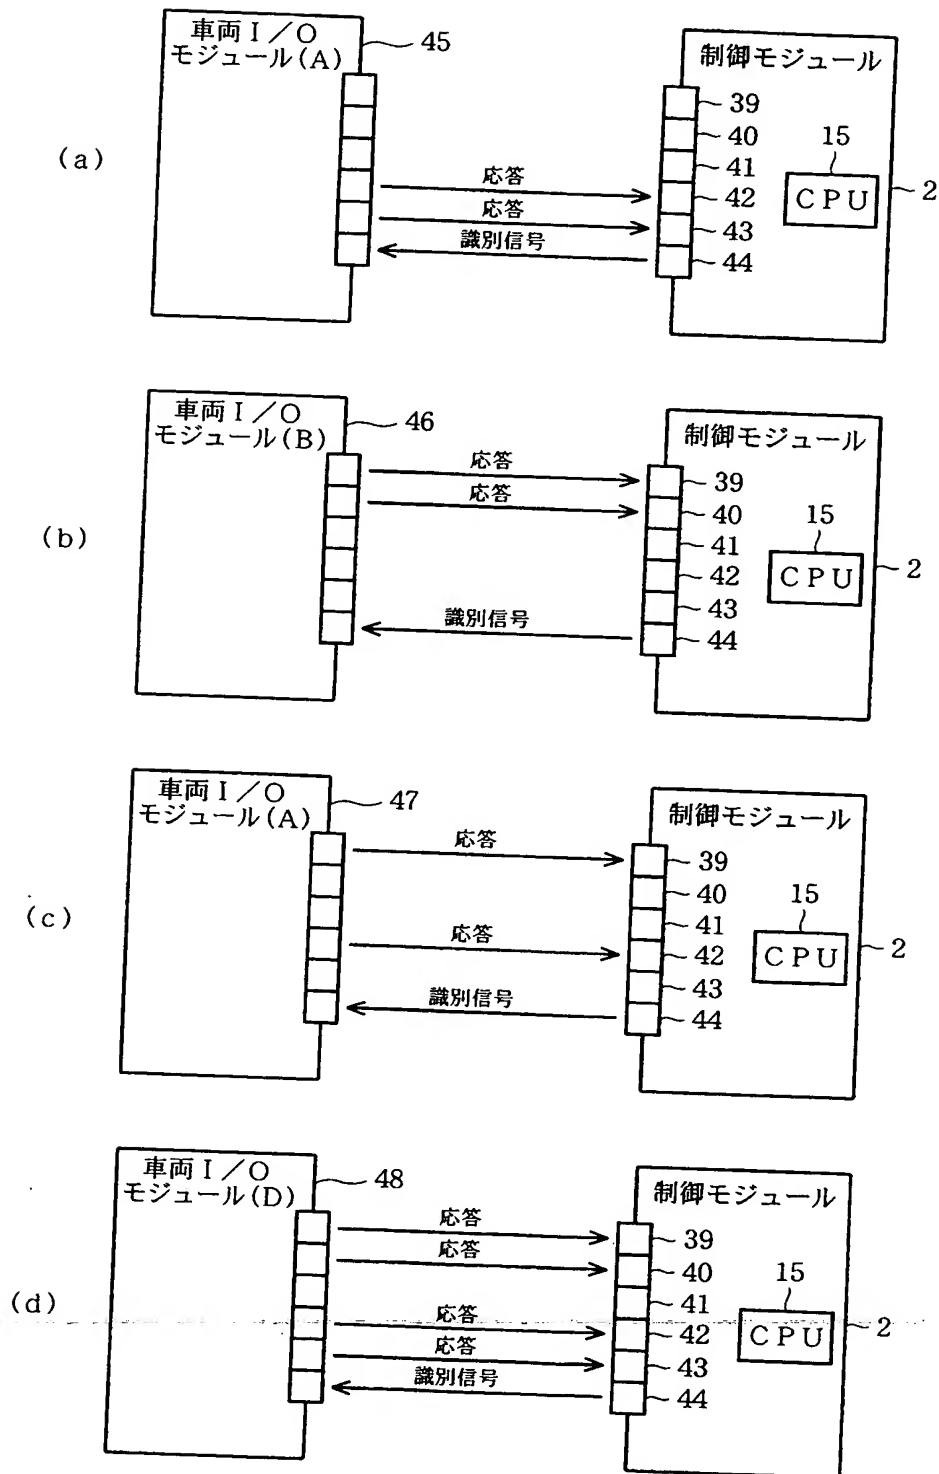 (a)
車両I/O
モジュール(A)
45
応答
応答
識別信号
制御モジュール
39
40
41
42
43
44
15
CPU
2
(b)
車両I/O
モジュール(B)
46
応答
応答
識別信号
制御モジュール
39
40
41
42
43
44
15
CPU
2
(c)
車両I/O
モジュール(A)
47
応答
応答
識別信号
制御モジュール
39
40
41
42
43
44
15
CPU
2
(d)
車両I/O
モジュール(D)
48
応答
応答
応答
応答
識別信号
制御モジュール
39
40
41
42
43
44
15
CPU
2